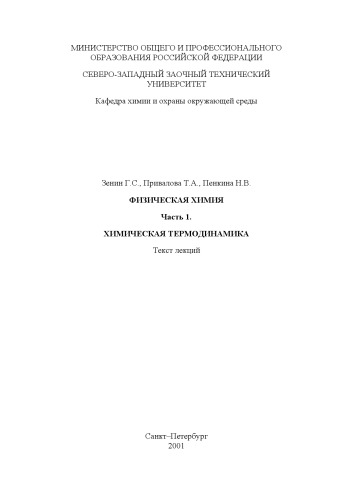 МИНИСТЕРСТВО ОБЩЕГО И ПРОФЕССИОНАЛЬНОГО
ОБРАЗОВАНИЯ РОССИЙСКОЙ ФЕДЕРАЦИИ
СЕВЕРО-ЗАПАДНЫЙ ЗАОЧНЫЙ ТЕХНИЧЕСКИЙ
УНИВЕРСИТЕТ
Кафедра химии и охраны окружающей среды
Зенин Г.С., Привалова Т.А., Пенкина Н.В.
ФИЗИЧЕСКАЯ ХИМИЯ
Часть 1.
ХИМИЧЕСКАЯ ТЕРМОДИНАМИКА
Текст лекций
Санкт–Петербург
2001